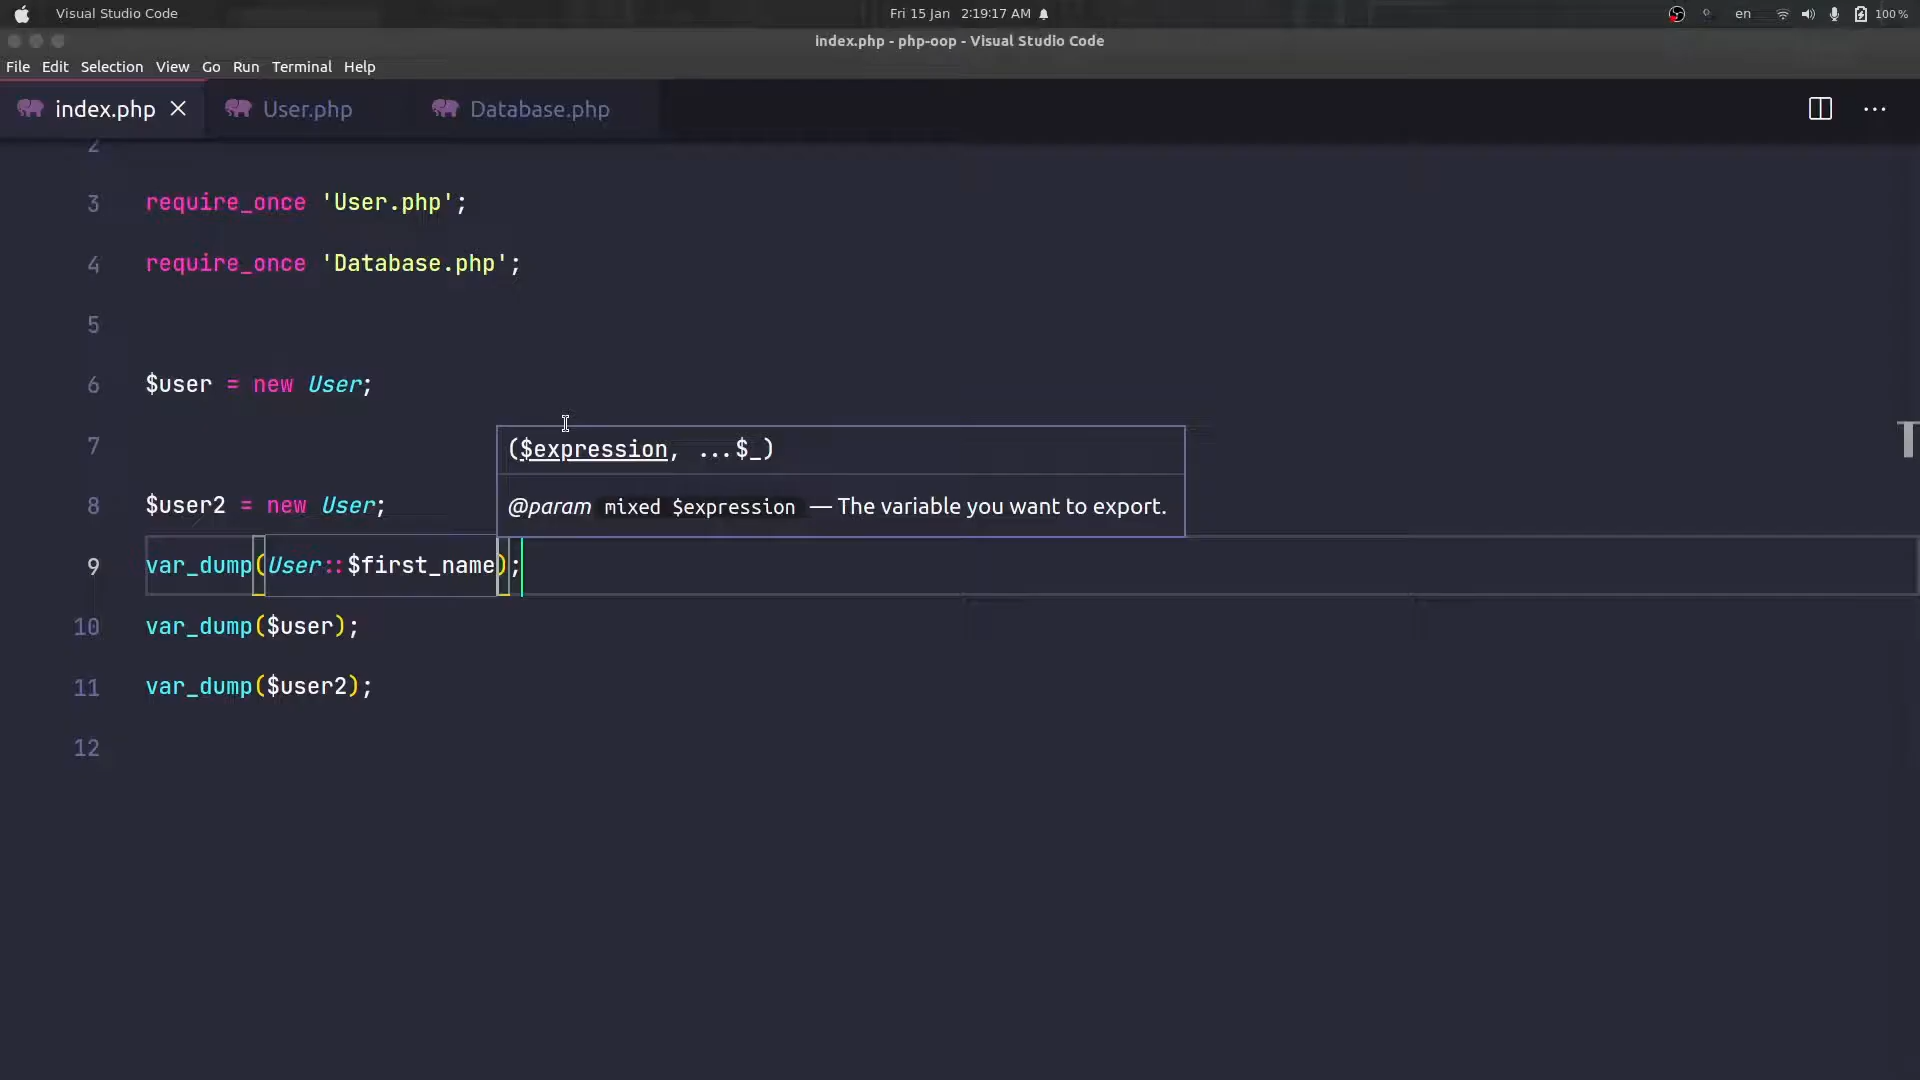 Visual Studio Code
Fri 15 Jan 2:19:17 AM
en
100 %
index.php - php-oop - Visual Studio Code
File Edit Selection View Go Run Terminal Help
index.php User.php Database.php
2
3 require_once 'User.php';
4 require_once 'Database.php';
5
6 $user = new User;
7
($expression, ...$_)
@param mixed $expression — The variable you want to export.
8 $user2 = new User;
9 var_dump(User::$first_name);
10 var_dump($user);
11 var_dump($user2);
12